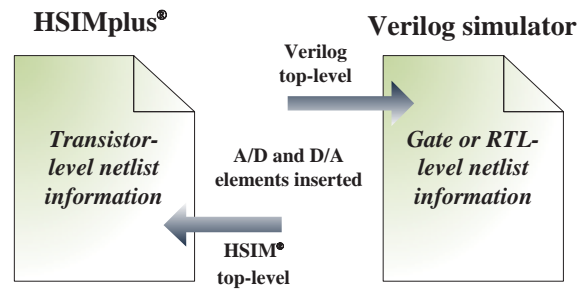 HSIMplus®
Verilog simulator
Verilog
top-level
Transistor-
level netlist
information
A/D and D/A
elements inserted
Gate or RTL-
level netlist
information
HSIM®
top-level